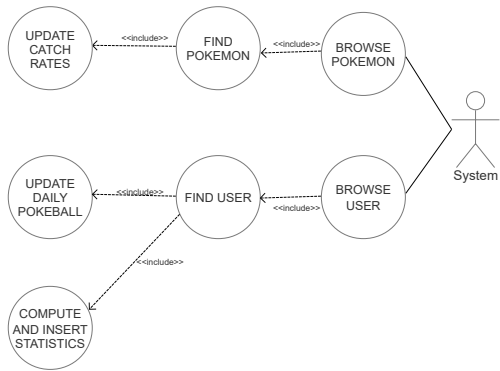 UPDATE
CATCH
RATES
<<include>>
FIND
POKEMON
<<include>>
BROWSE
POKEMON
System
UPDATE
DAILY
POKEBALL
<<include>>
FIND USER
<<include>>
BROWSE
USER
<<include>>
COMPUTE
AND INSERT
STATISTICS